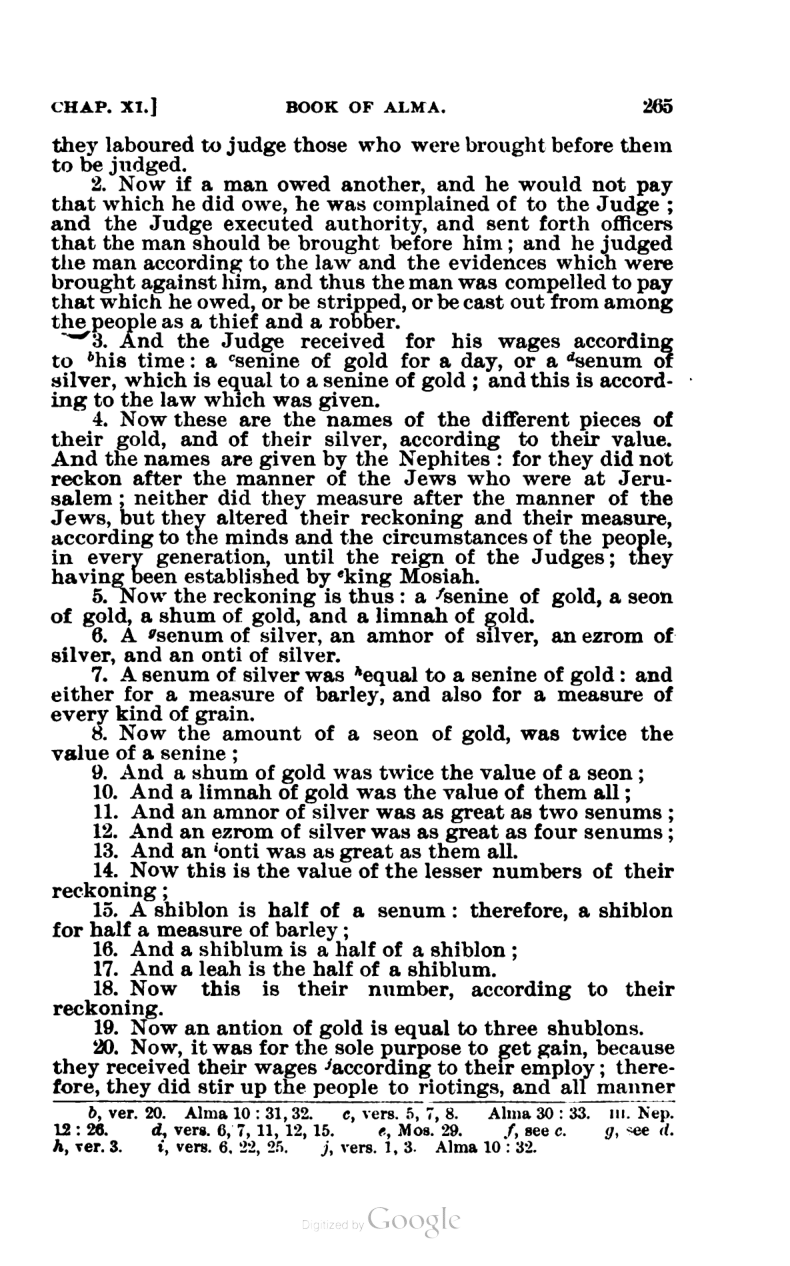 CHAP. XI.] BOOK OF ALMA. 265
they laboured to judge those who were brought before them
to be judged.
2. Now if a man owed another, and he would not pay
that which he did owe, he was complained of to the Judge ;
and the Judge executed authority, and sent forth officers
that the man should be brought before him ; and he judged
the man according to the law and the evidences which were
brought against him, and thus the man was compelled to pay
that which he owed, or be stripped, or be cast out from among
the people as a thief and a robber.
3. And the Judge received for his wages according
to ᵇhis time : a ᶜsenine of gold for a day, or a ᵈsenum of
silver, which is equal to a senine of gold ; and this is accord-
ing to the law which was given.
4. Now these are the names of the different pieces of
their gold, and of their silver, according to their value.
And the names are given by the Nephites : for they did not
reckon after the manner of the Jews who were at Jeru-
salem ; neither did they measure after the manner of the
Jews, but they altered their reckoning and their measure,
according to the minds and the circumstances of the people,
in every generation, until the reign of the Judges ; they
having been established by ᵉking Mosiah.
5. Now the reckoning is thus : a ᶠsenine of gold, a seon
of gold, a shum of gold, and a limnah of gold.
6. A ᵍsenum of silver, an amnor of silver, an ezrom of
silver, and an onti of silver.
7. A senum of silver was ʰequal to a senine of gold : and
either for a measure of barley, and also for a measure of
every kind of grain.
8. Now the amount of a seon of gold, was twice the
value of a senine ;
9. And a shum of gold was twice the value of a seon ;
10. And a limnah of gold was the value of them all ;
11. And an amnor of silver was as great as two senums ;
12. And an ezrom of silver was as great as four senums ;
13. And an ⁱonti was as great as them all.
14. Now this is the value of the lesser numbers of their
reckoning ;
15. A shiblon is half of a senum : therefore, a shiblon
for half a measure of barley ;
16. And a shiblum is a half of a shiblon ;
17. And a leah is the half of a shiblum.
18. Now this is their number, according to their
reckoning.
19. Now an antion of gold is equal to three shublons.
20. Now, it was for the sole purpose to get gain, because
they received their wages ʲaccording to their employ ; there-
fore, they did stir up the people to riotings, and all manner
b, ver. 20. Alma 10 : 31, 32. c, vers. 5, 7, 8. Alma 30 : 33. III. Nep.
12 : 26. d, vers. 6, 7, 11, 12, 15. e, Mos. 29. f, see c. g, see d.
h, ver. 3. i, vers. 6, 22, 25. j, vers. 1, 3. Alma 10 : 32.
Digitized by Google